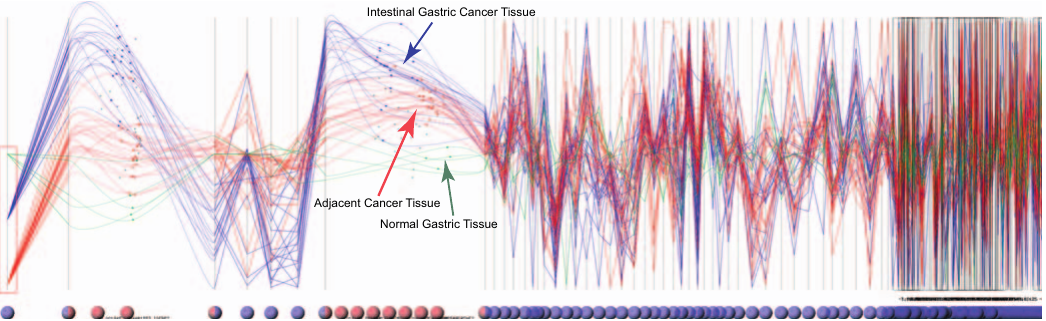 Intestinal Gastric Cancer Tissue
Adjacent Cancer Tissue
Normal Gastric Tissue